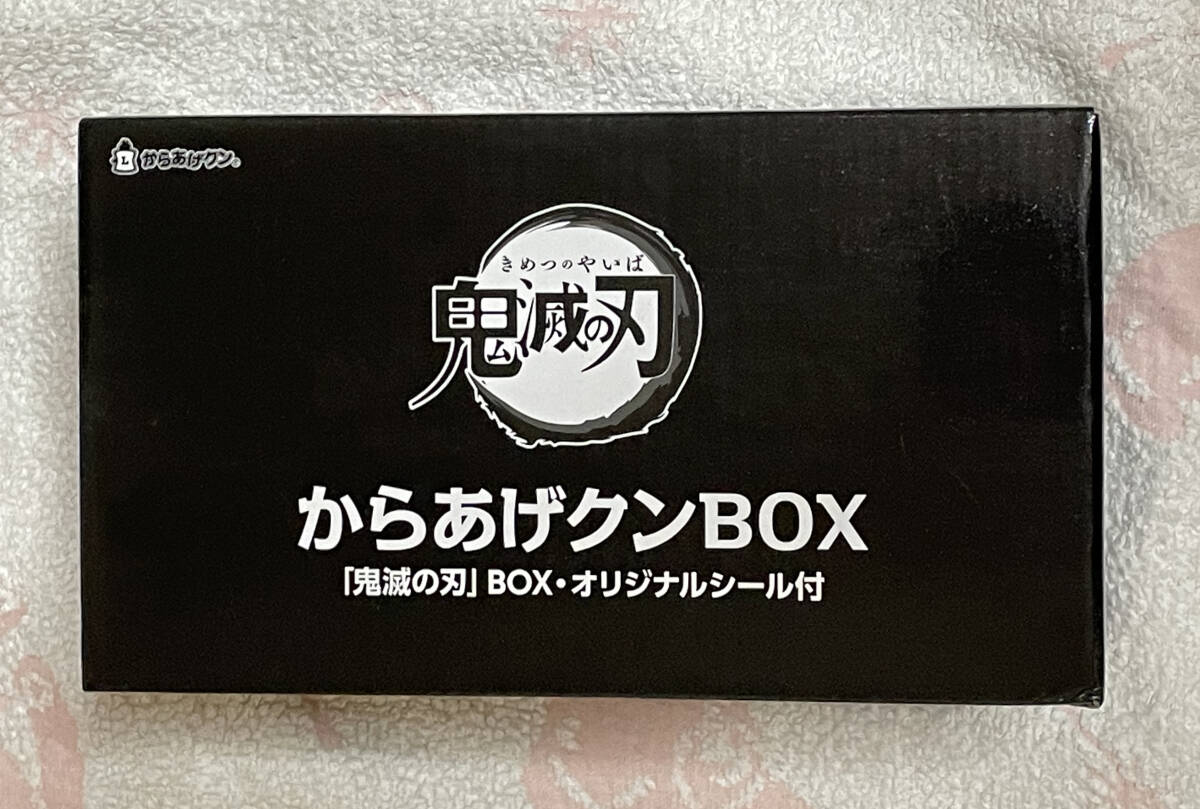 L からあげクン®
きめつのやいば
鬼滅の刃
からあげクンBOX
「鬼滅の刃」BOX・オリジナルシール付